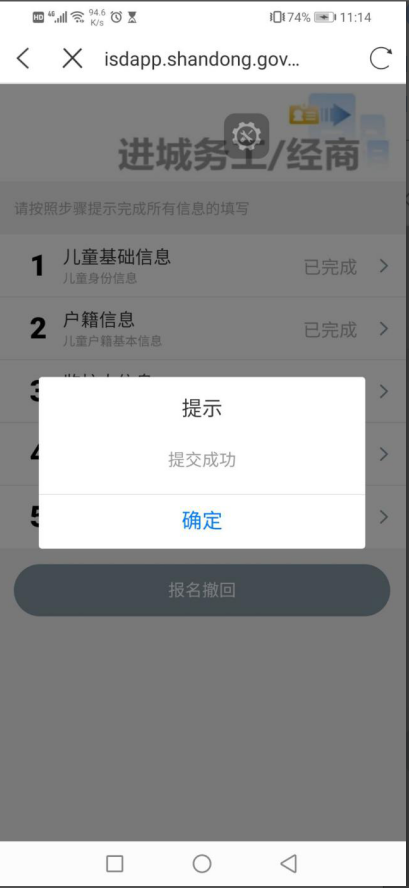 HD 4G 94.6 K/s 74% 11:14
isdapp.shandong.gov...
进城务工/经商
请按照步骤提示完成所有信息的填写
1 儿童基础信息 已完成
儿童身份信息
2 户籍信息 已完成
儿童户籍基本信息
3
提示
4
提交成功
5
确定
报名撤回